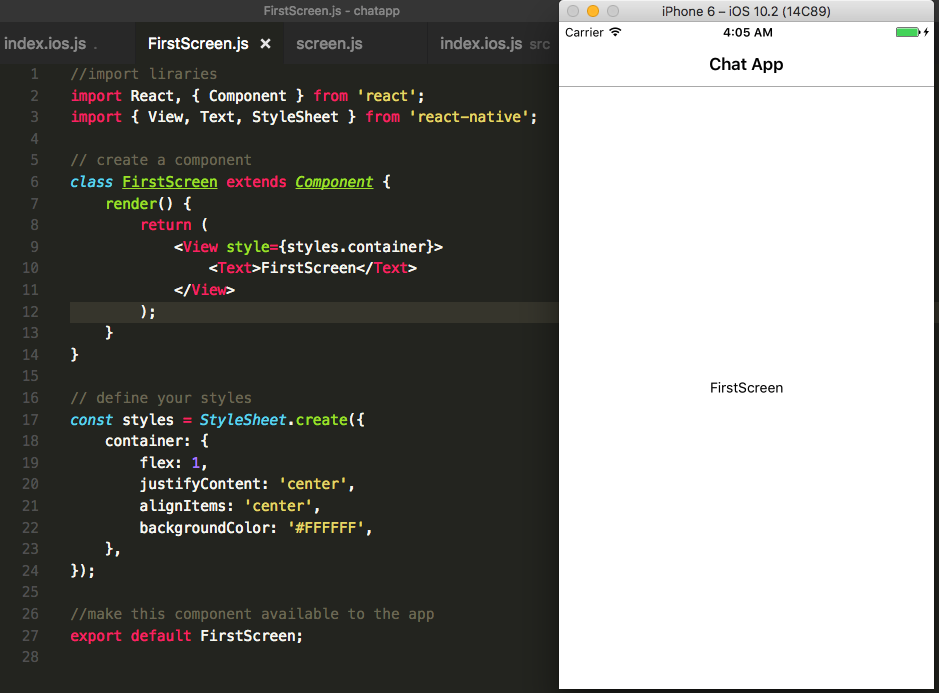 FirstScreen.js - chatapp
index.ios.js .
FirstScreen.js ×
screen.js
index.ios.js src
1 //import liraries
2 import React, { Component } from 'react';
3 import { View, Text, StyleSheet } from 'react-native';
4
5 // create a component
6 class FirstScreen extends Component {
7 render() {
8 return (
9 <View style={styles.container}>
10 <Text>FirstScreen</Text>
11 </View>
12 );
13 }
14 }
15
16 // define your styles
17 const styles = StyleSheet.create({
18 container: {
19 flex: 1,
20 justifyContent: 'center',
21 alignItems: 'center',
22 backgroundColor: '#FFFFFF',
23 },
24 });
25
26 //make this component available to the app
27 export default FirstScreen;
28
iPhone 6 – iOS 10.2 (14C89)
Carrier 4:05 AM
Chat App
FirstScreen